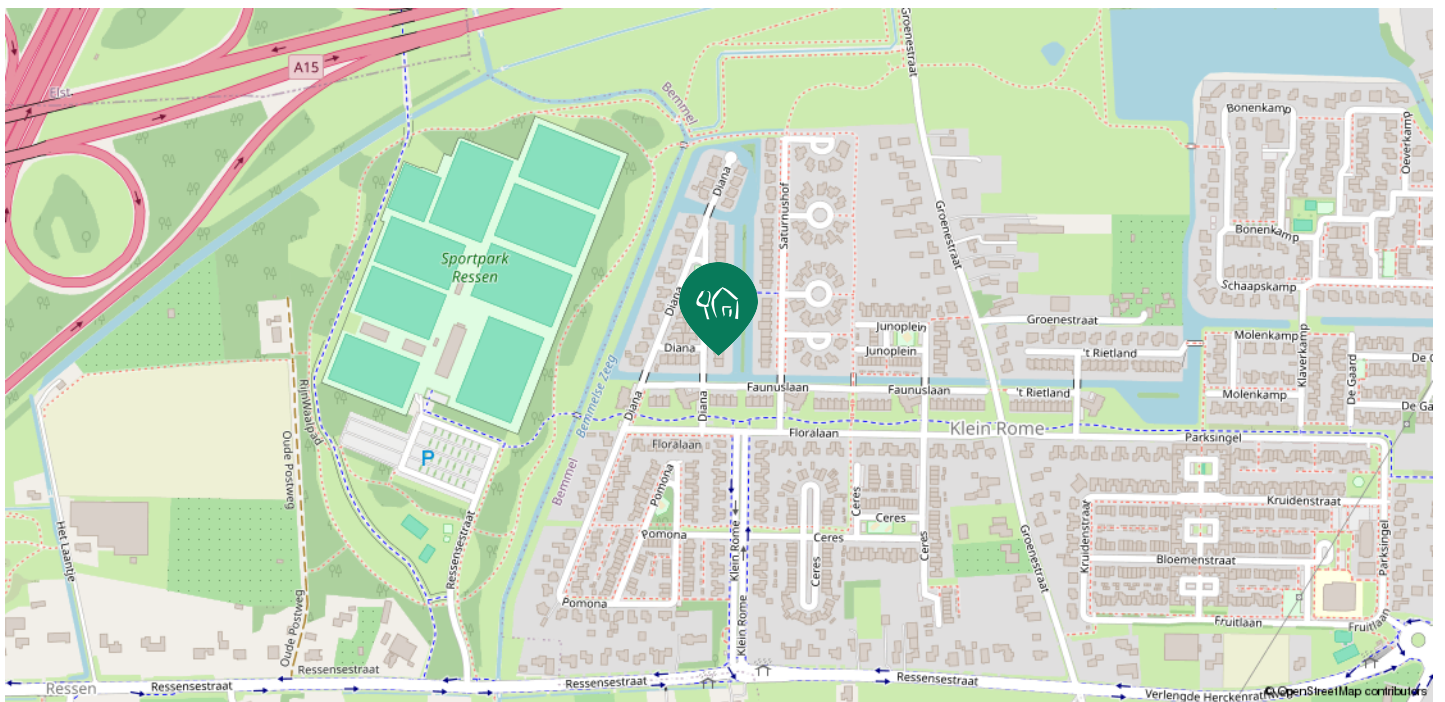 A15
Elst
Groenestraat
Bemmel
Bonenkamp
Oeverkamp
Diana
Saturnushof
Groenestraat
Bonenkamp
Sportpark
Ressen
Diana
Schaapskamp
Junoplein
Groenestraat
Molenkamp
Klaverkamp
Diana
Junoplein
't Rietland
De G
De Gaard
Bemmelse Zeeg
Faunuslaan
Faunuslaan
't Rietland
Molenkamp
De Ga
RijnWaalpad
Diana
Diana
Floralaan
Klein Rome
Parksingel
Floralaan
P
Oude Postweg
Bemmel
Pomona
Ceres
Kruidenstraat
Ceres
Het Laantje
Ressensestraat
Pomona
Klein Rome
Ceres
Ceres
Groenestraat
Kruidenstraat
Parksingel
Bloemenstraat
Ceres
Pomona
Klein Rome
Oude Postweg
Fruitlaan
Fruitlaan
Ressensestraat
Ressen
Ressensestraat
Ressensestraat
Ressensestraat
Verlengde Herckenrathweg
© OpenStreetMap contributors